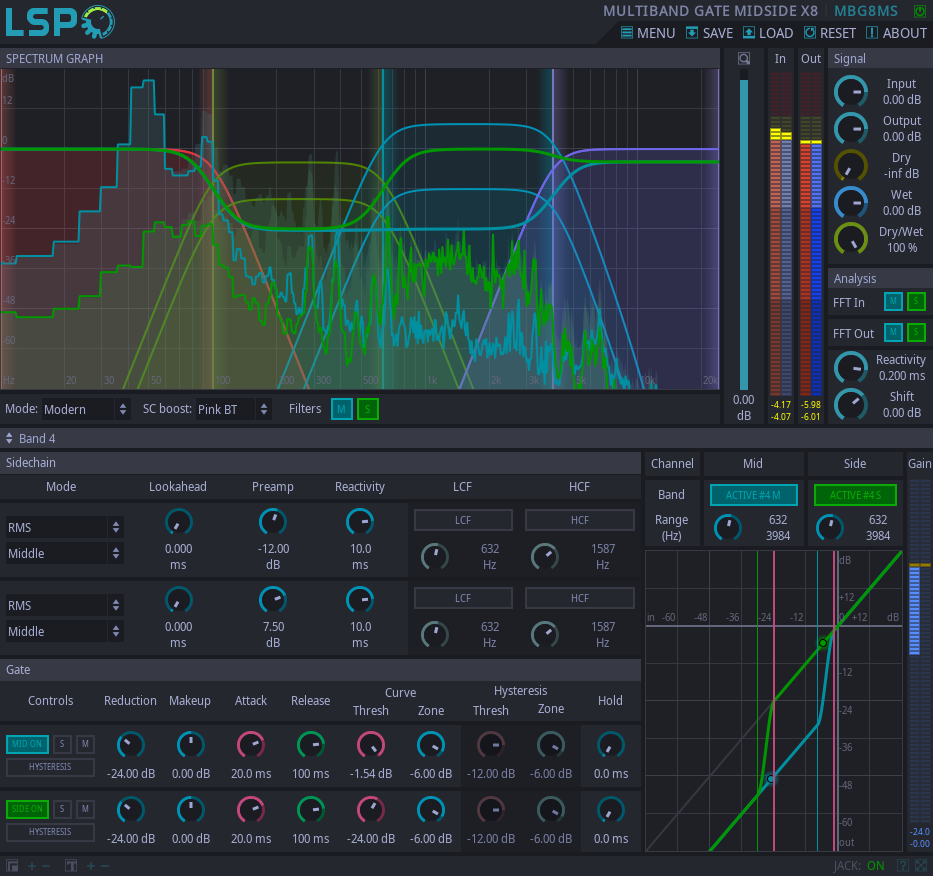 LSP MULTIBAND GATE MIDSIDE X8 MBG8MS
MENU SAVE LOAD RESET ABOUT
SPECTRUM GRAPH In Out Signal
dB
12
0
-12
-24
-36
-48
-60
Hz 20 30 50 100 200 300 500 1k 2k 3k 5k 10k 20k
Input
0.00 dB
Output
0.00 dB
Dry
-inf dB
Wet
0.00 dB
Dry/Wet
100 %
Analysis
FFT In M S
FFT Out M S
Reactivity
0.200 ms
Shift
0.00 dB
0.00
dB
-4.17 -5.98
-4.07 -6.01
Mode: Modern SC boost: Pink BT Filters M S
Band 4
Sidechain
Mode Lookahead Preamp Reactivity LCF HCF
RMS
Middle
0.000
ms
-12.00
dB
10.0
ms
LCF
632
Hz
HCF
1587
Hz
RMS
Middle
0.000
ms
7.50
dB
10.0
ms
LCF
632
Hz
HCF
1587
Hz
Gate
Controls Reduction Makeup Attack Release Curve Hysteresis Hold
Thresh Zone Thresh Zone
MID ON S M
HYSTERESIS
-24.00 dB 0.00 dB 20.0 ms 100 ms -1.54 dB -6.00 dB -12.00 dB -6.00 dB 0.0 ms
SIDE ON S M
HYSTERESIS
-24.00 dB 0.00 dB 20.0 ms 100 ms -24.00 dB -6.00 dB -12.00 dB -6.00 dB 0.0 ms
Channel Mid Side Gain
Band ACTIVE #4 M ACTIVE #4 S
Range
(Hz)
632
3984
632
3984
dB
+12
in -60 -48 -36 -24 -12 0 +12 dB
-12
-24
-36
-48
-60
out
-24.0
-0.00
JACK: ON ?